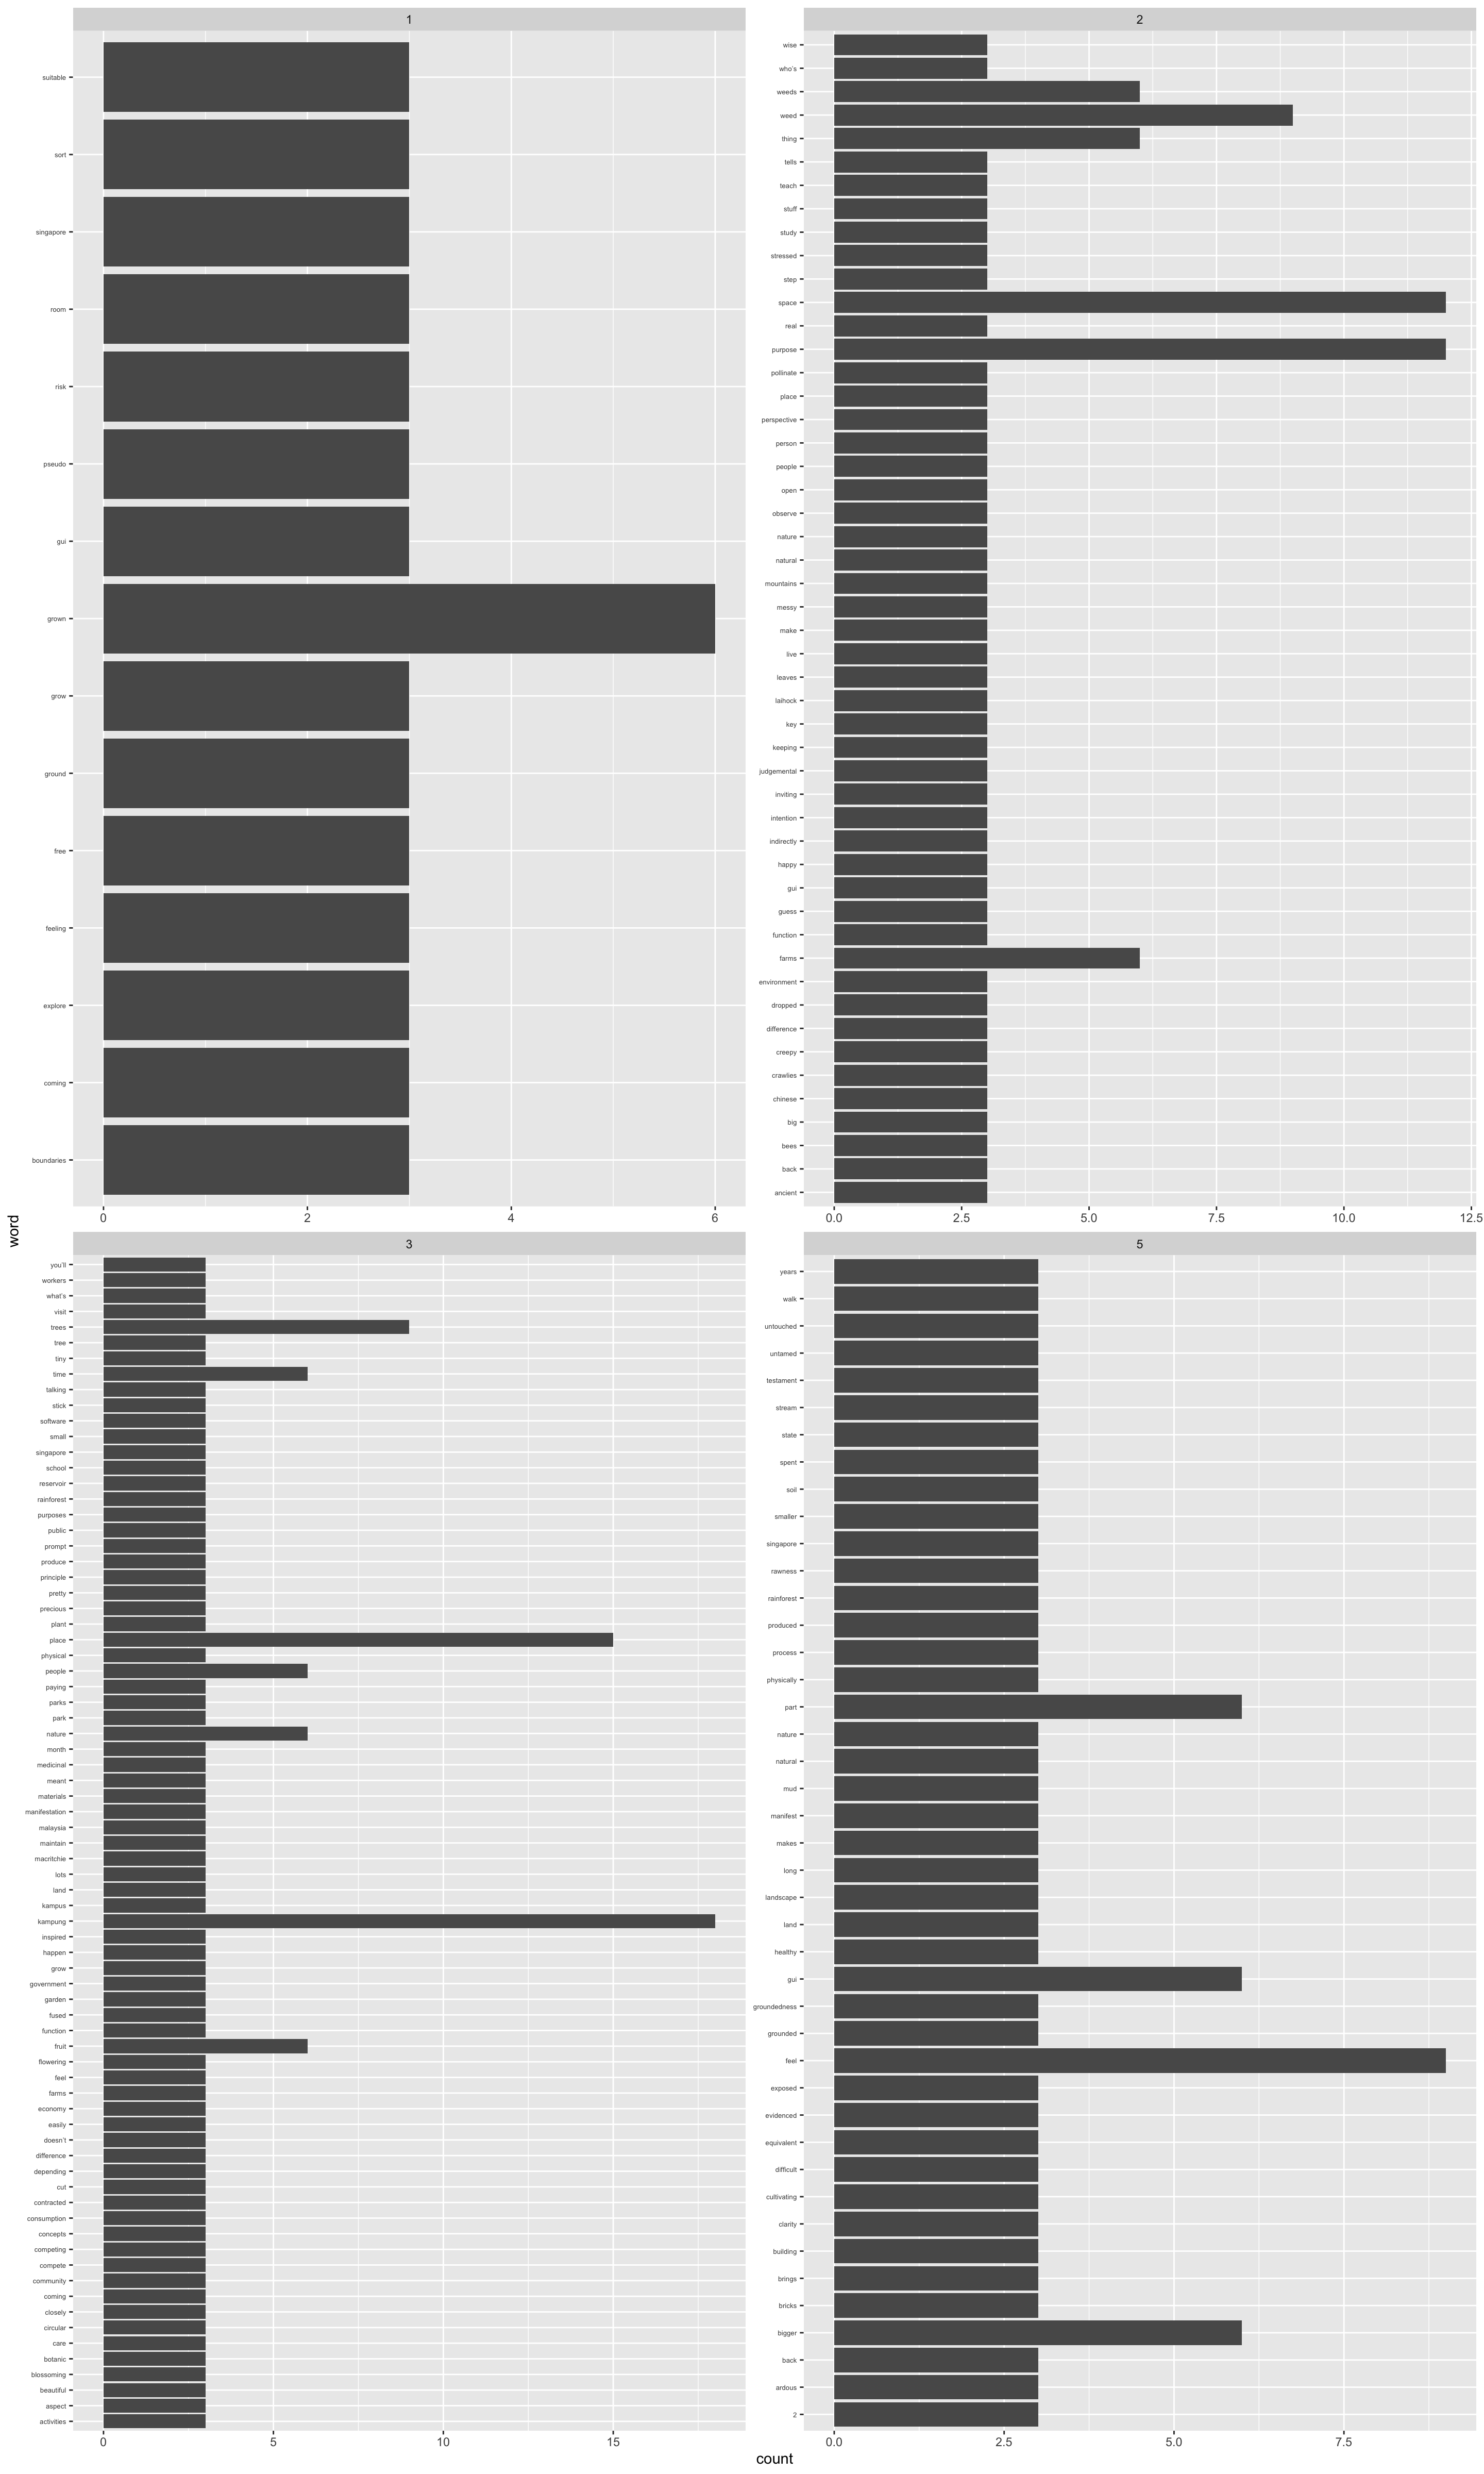 1
suitable
sort
singapore
room
risk
pseudo
gui
grown
grow
ground
free
feeling
explore
coming
boundaries
0 2 4 6
2
wise
who's
weeds
weed
thing
tells
teach
stuff
study
stressed
step
space
real
purpose
pollinate
place
perspective
person
people
open
observe
nature
natural
mountains
messy
make
live
leaves
laihock
key
keeping
judgemental
inviting
intention
indirectly
happy
gui
guess
function
farms
environment
dropped
difference
creepy
crawlies
chinese
big
bees
back
ancient
0.0 2.5 5.0 7.5 10.0 12.5
word
3
you'll
workers
what's
visit
trees
tree
tiny
time
talking
stick
software
small
singapore
school
reservoir
rainforest
purposes
public
prompt
produce
principle
pretty
precious
plant
place
physical
people
paying
parks
park
nature
month
medicinal
meant
materials
manifestation
malaysia
maintain
macritchie
lots
land
kampus
kampung
inspired
happen
grow
government
garden
fused
function
fruit
flowering
feel
farms
economy
easily
doesn't
difference
depending
cut
contracted
consumption
concepts
competing
compete
community
coming
closely
circular
care
botanic
blossoming
beautiful
aspect
activities
0 5 10 15
5
years
walk
untouched
untamed
testament
stream
state
spent
soil
smaller
singapore
rawness
rainforest
produced
process
physically
part
nature
natural
mud
manifest
makes
long
landscape
land
healthy
gui
groundedness
grounded
feel
exposed
evidenced
equivalent
difficult
cultivating
clarity
building
brings
bricks
bigger
back
ardous
2
0.0 2.5 5.0 7.5
count